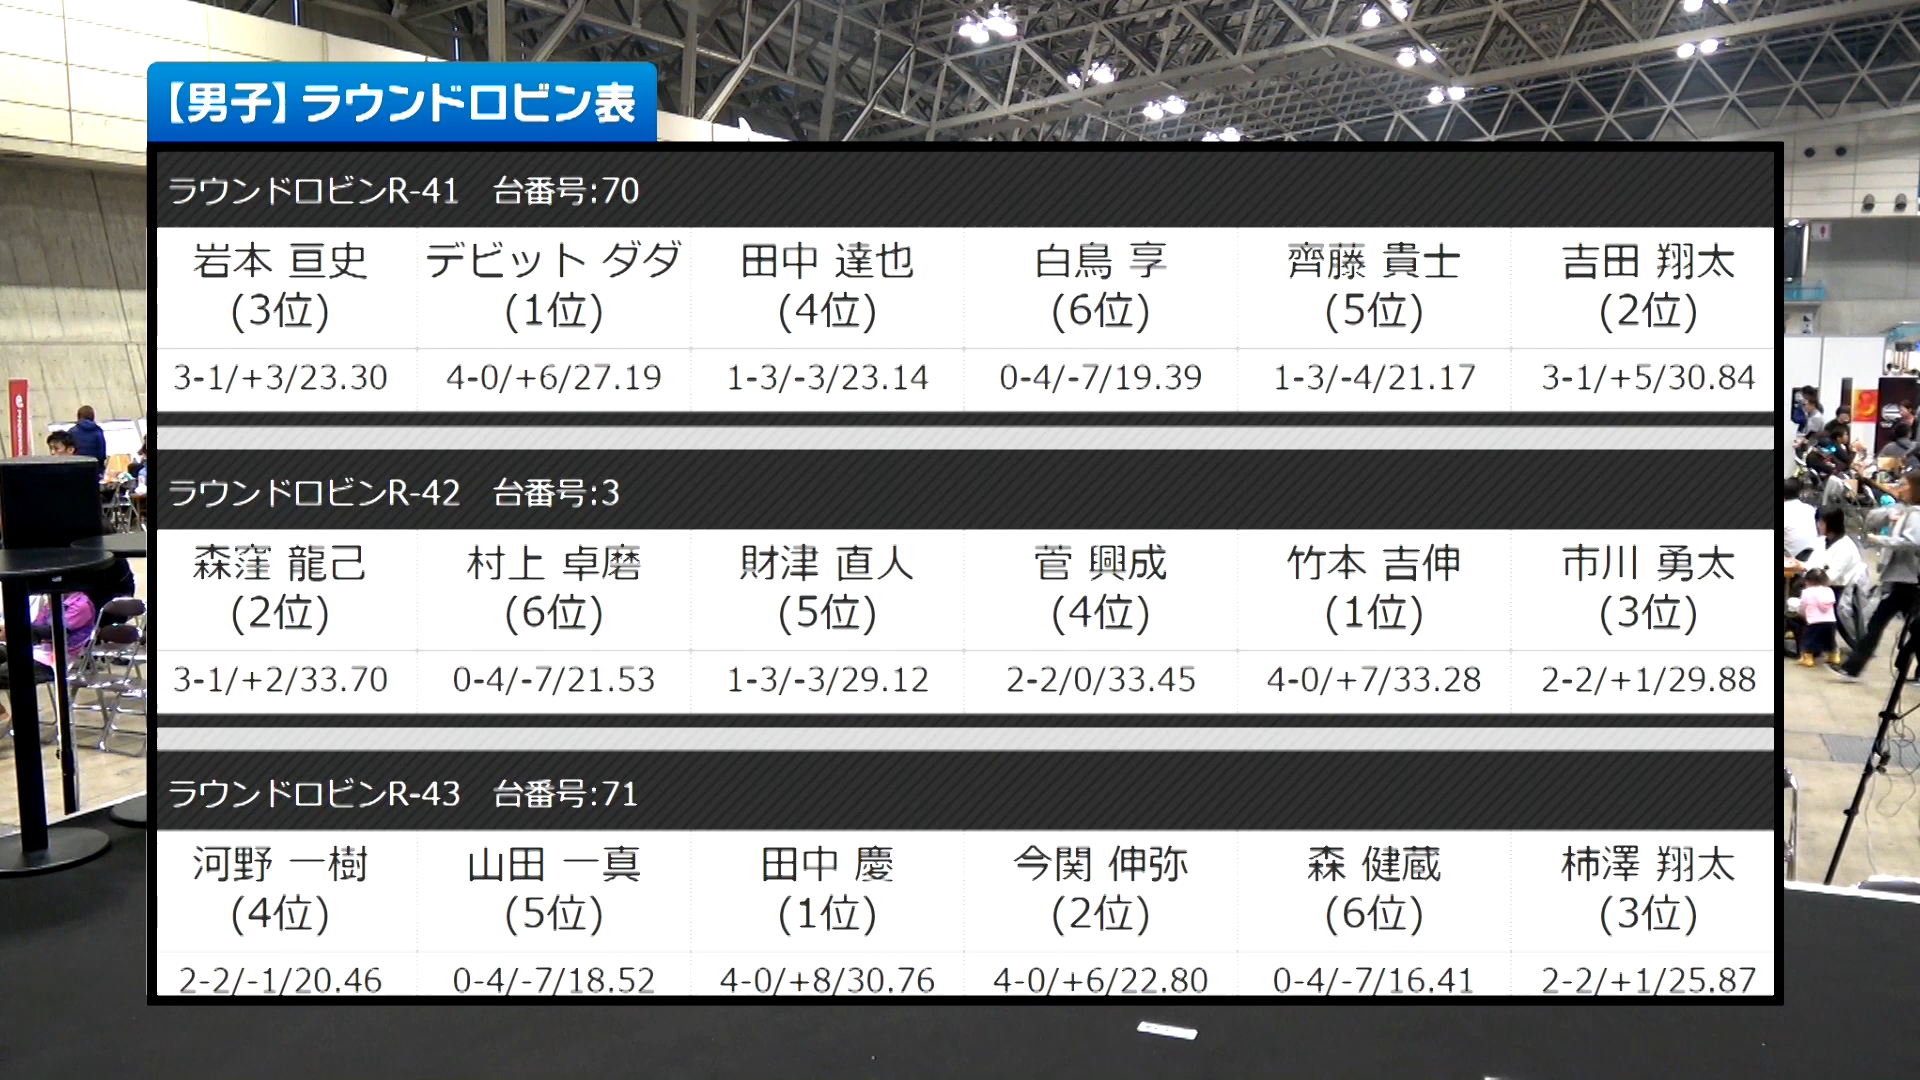 【男子】ラウンドロビン表
ラウンドロビンR-41 台番号:70
岩本 亘史 デビット ダダ 田中 達也 白鳥 享 齊藤 貴士 吉田 翔太
(3位) (1位) (4位) (6位) (5位) (2位)
3-1/+3/23.30 4-0/+6/27.19 1-3/-3/23.14 0-4/-7/19.39 1-3/-4/21.17 3-1/+5/30.84
ラウンドロビンR-42 台番号:3
森窪 龍己 村上 卓磨 財津 直人 菅 興成 竹本 吉伸 市川 勇太
(2位) (6位) (5位) (4位) (1位) (3位)
3-1/+2/33.70 0-4/-7/21.53 1-3/-3/29.12 2-2/0/33.45 4-0/+7/33.28 2-2/+1/29.88
ラウンドロビンR-43 台番号:71
河野 一樹 山田 一真 田中 慶 今関 伸弥 森 健蔵 柿澤 翔太
(4位) (5位) (1位) (2位) (6位) (3位)
2-2/-1/20.46 0-4/-7/18.52 4-0/+8/30.76 4-0/+6/22.80 0-4/-7/16.41 2-2/+1/25.87